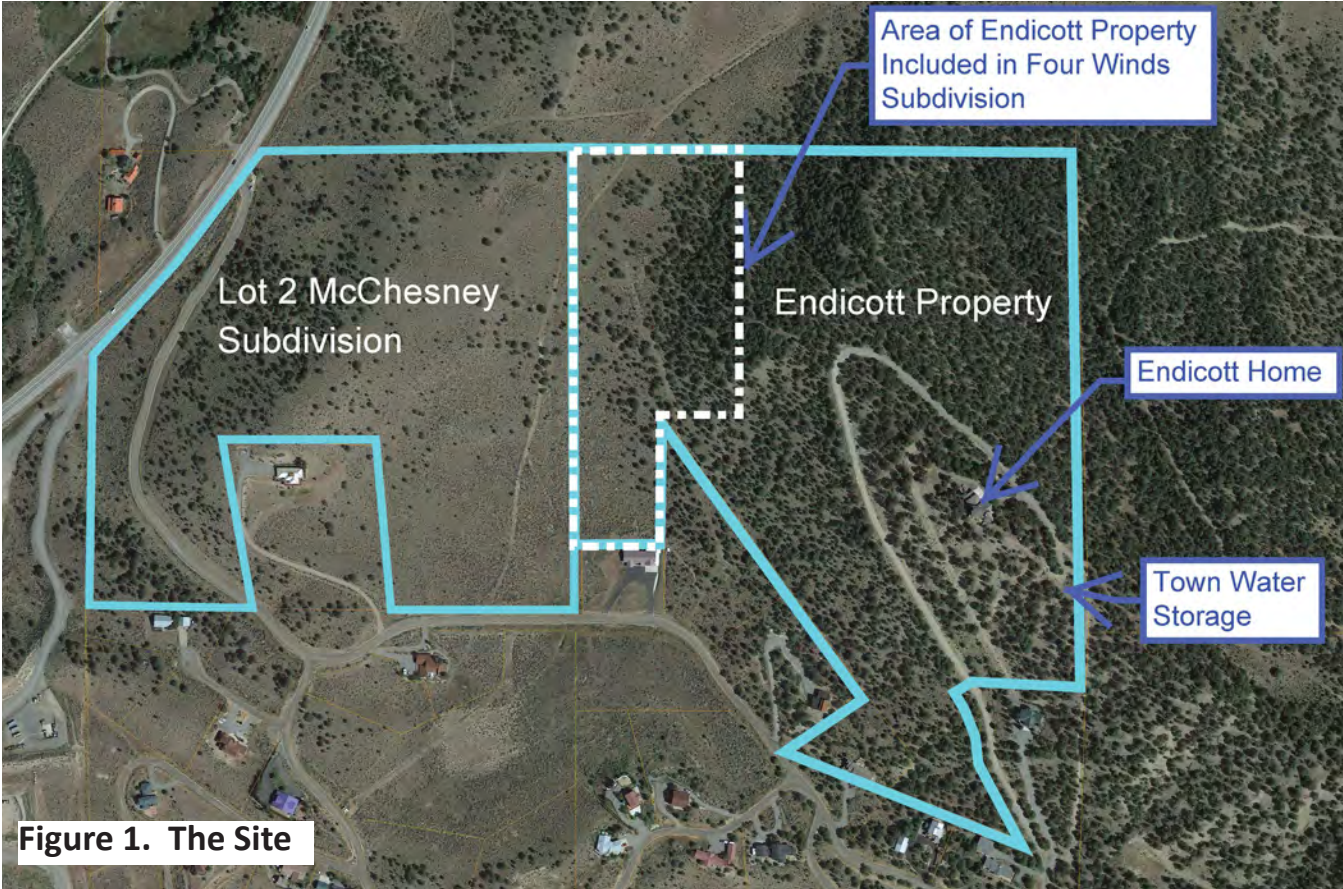 Area of Endicott Property
Included in Four Winds
Subdivision
Lot 2 McChesney
Subdivision
Endicott Property
Endicott Home
Town Water
Storage
Figure 1. The Site